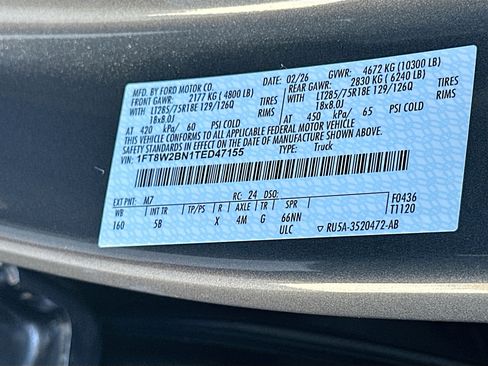 MFD. BY FORD MOTOR CO. 02/26 GVWR: 4672 KG (10300 LB)
FRONT GAWR: 2177 KG (4800 LB) REAR GAWR: 2830 KG (6240 LB)
WITH LT285/75R18E 129/126Q TIRES WITH LT285/75R18E 129/126Q TIRES
18x8.0J 18x8.0J
AT 420 kPa/ 60 PSI COLD AT 450 kPa/ 65 PSI COLD
THIS VEHICLE CONFORMS TO ALL APPLICABLE FEDERAL MOTOR VEHICLE
SAFETY STANDARDS IN EFFECT ON THE DATE OF MANUFACTURE SHOWN ABOVE.
VIN: 1FT8W2BN1TED47155 TYPE: Truck
EXT PNT: M7 RC: 24 DSO: F0436
WB INT TR TP/PS R AXLE TR SPR T1120
160 5B X 4M G 66NN
ULC ▽ RU5A-3520472-AB